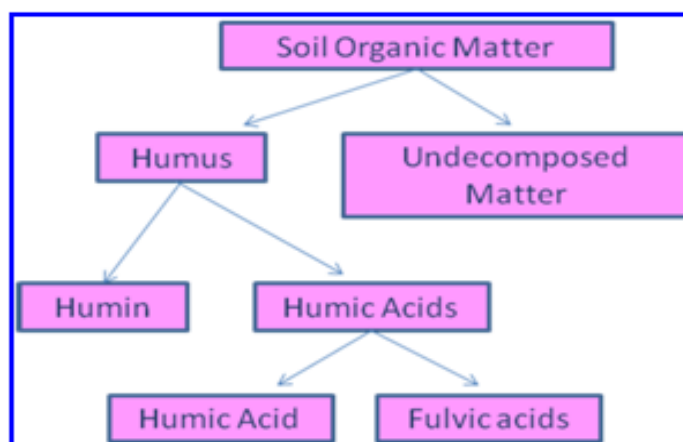 Soil Organic Matter
Humus
Undecomposed
Matter
Humin
Humic Acids
Humic Acid
Fulvic acids